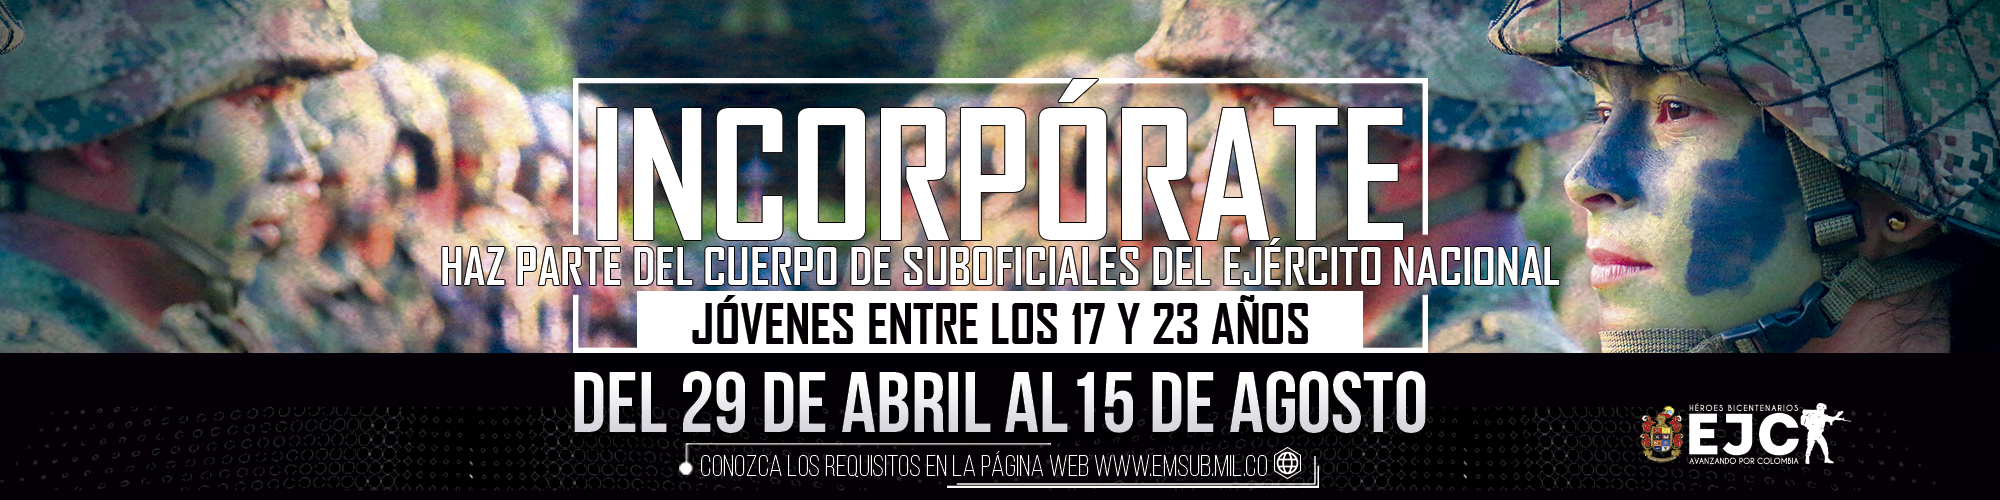 INCORPÓRATE
HAZ PARTE DEL CUERPO DE SUBOFICIALES DEL EJÉRCITO NACIONAL
JÓVENES ENTRE LOS 17 Y 23 AÑOS
DEL 29 DE ABRIL AL 15 DE AGOSTO
CONOZCA LOS REQUISITOS EN LA PÁGINA WEB WWW.EMSUB.MIL.CO
HÉROES BICENTENARIOS
EJC
AVANZANDO POR COLOMBIA